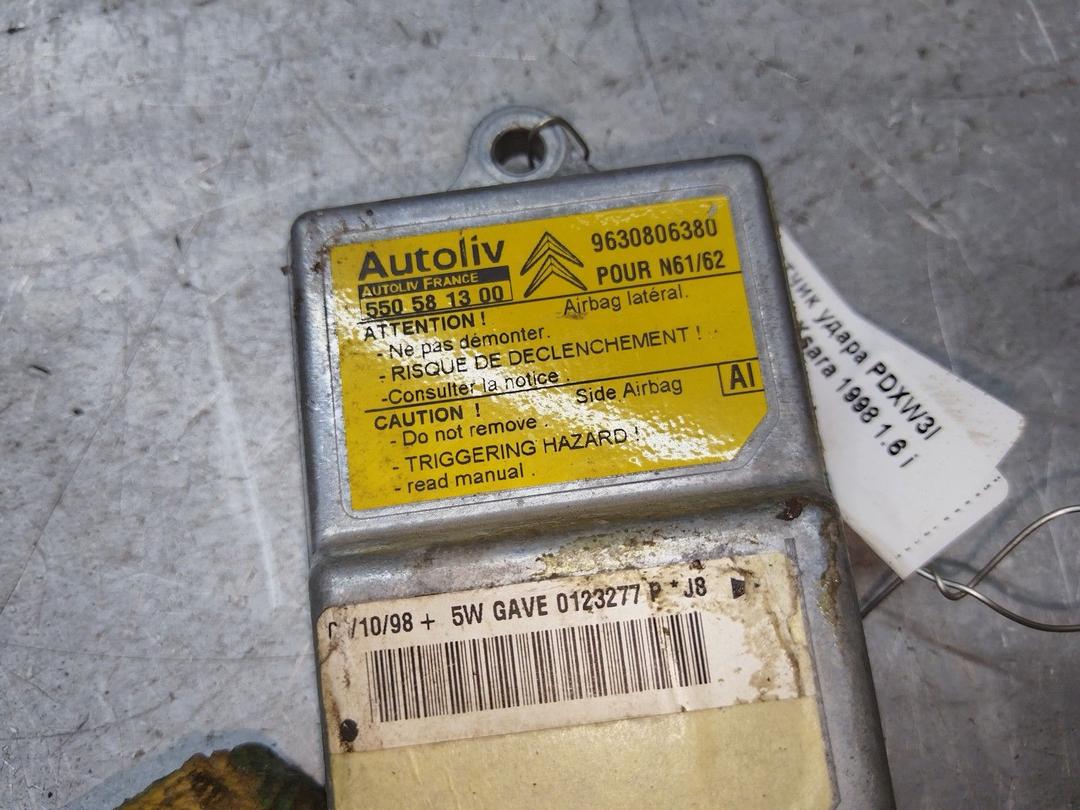 Autoliv
AUTOLIV FRANCE
550 58 13 00
9630806380
POUR N61/62
Airbag latéral.
ATTENTION !
- Ne pas démonter.
- RISQUE DE DECLENCHEMENT !
-Consulter la notice .
Side Airbag
AI
CAUTION !
- Do not remove .
- TRIGGERING HAZARD !
- read manual .
/10/98 + 5W GAVE 0123277 P * J8
удара PDXW3I
1998 1.6 i